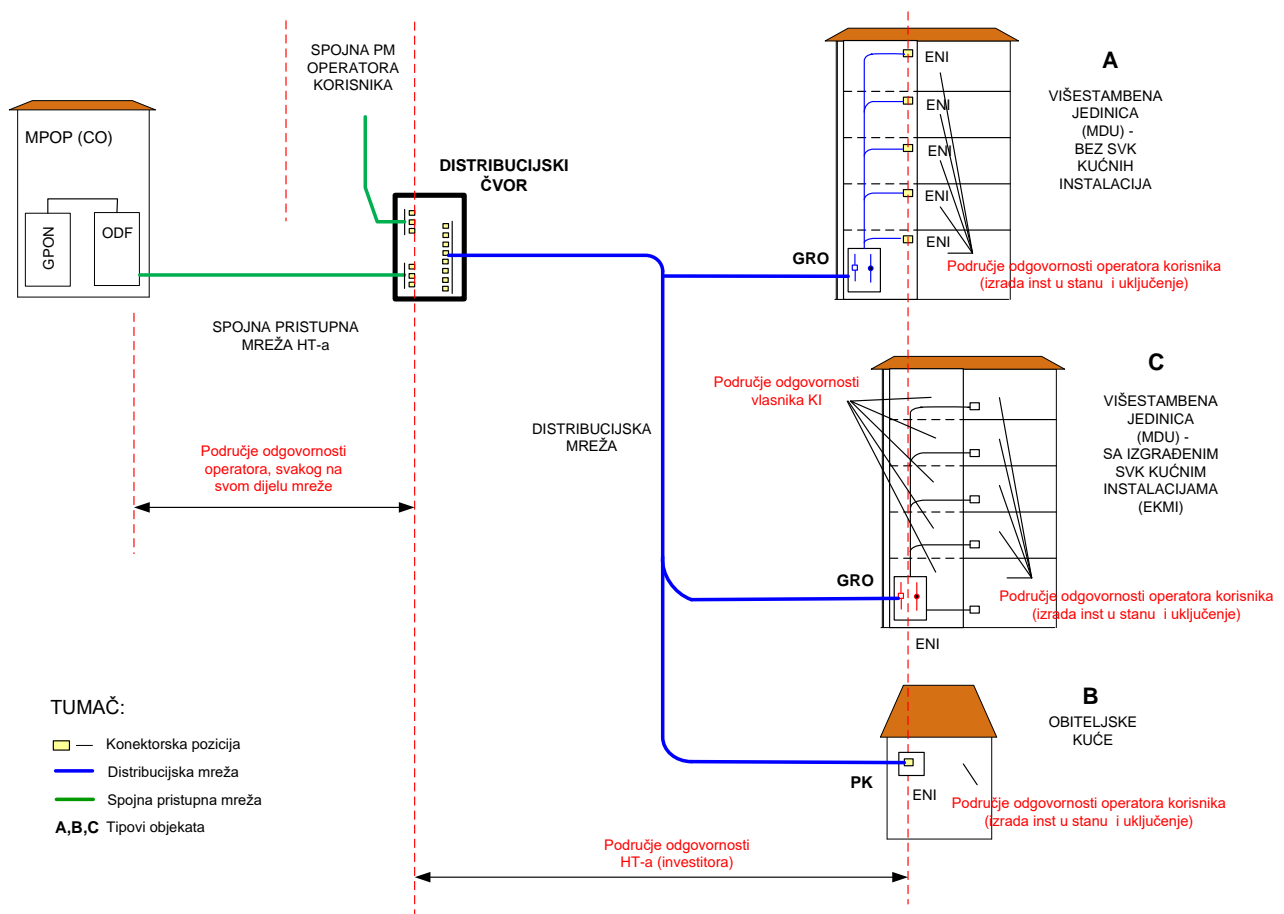 SPOJNA PM
OPERATORA
KORISNIKA
MPOP (CO)
GPON
ODF
DISTRIBUCIJSKI
ČVOR
SPOJNA PRISTUPNA
MREŽA HT-a
Područje odgovornosti
operatora, svakog na
svom dijelu mreže
DISTRIBUCIJSKA
MREŽA
GRO
ENI
ENI
ENI
ENI
ENI
A
VIŠESTAMBENA
JEDINICA
(MDU) -
BEZ SVK
KUĆNIH
INSTALACIJA
Područje odgovornosti operatora korisnika
(izrada inst u stanu i uključenje)
Područje odgovornosti
vlasnika KI
C
VIŠESTAMBENA
JEDINICA
(MDU) -
SA IZGRAĐENIM
SVK KUĆNIM
INSTALACIJAMA
(EKMI)
GRO
ENI
Područje odgovornosti operatora korisnika
(izrada inst u stanu i uključenje)
B
OBITELJSKE
KUĆE
PK
ENI
Područje odgovornosti operatora korisnika
(izrada inst u stanu i uključenje)
Područje odgovornosti
HT-a (investitora)
TUMAČ:
Konektorska pozicija
Distribucijska mreža
Spojna pristupna mreža
A,B,C Tipovi objekata